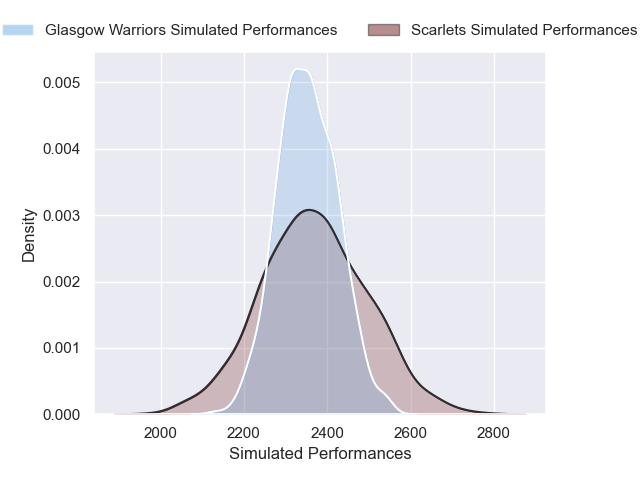 Glasgow Warriors Simulated Performances
Scarlets Simulated Performances
0.005
0.004
0.003
0.002
0.001
0.000
Density
2000
2200
2400
2600
2800
Simulated Performances